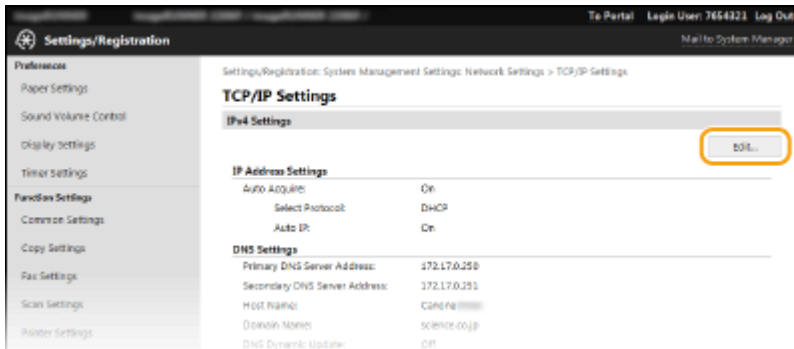 To Portal Login User: 7654321 Log Out
Settings/Registration
Mail to System Manager
Preferences
Paper Settings
Sound Volume Control
Display Settings
Timer Settings
Function Settings
Common Settings
Copy Settings
Fax Settings
Scan Settings
Printer Settings
Settings/Registration: System Management Settings: Network Settings > TCP/IP Settings
TCP/IP Settings
IPv4 Settings
Edit...
IP Address Settings
Auto Acquire: On
Select Protocol: DHCP
Auto IP: On
DNS Settings
Primary DNS Server Address: 172.17.0.250
Secondary DNS Server Address: 172.17.0.251
Host Name: Canon
Domain Name: science.co.jp
DNS Dynamic Update: Off